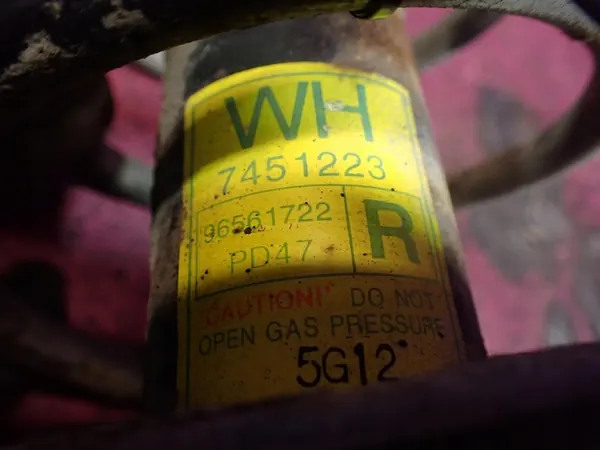 WH
7451223
96561722
PD47
R
CAUTION! DO NOT
OPEN GAS PRESSURE
5G12